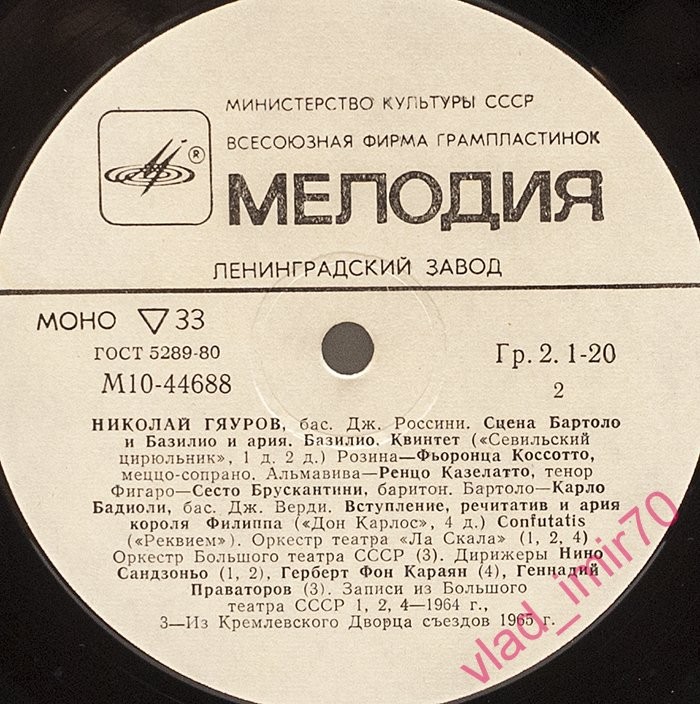 МИНИСТЕРСТВО КУЛЬТУРЫ СССР
ВСЕСОЮЗНАЯ ФИРМА ГРАМПЛАСТИНОК
®
МЕЛОДИЯ
ЛЕНИНГРАДСКИЙ ЗАВОД
МОНО ▽ 33
ГОСТ 5289-80
М10-44688
Гр. 2. 1-20
2
НИКОЛАЙ ГЯУРОВ, бас. Дж. Россини. Сцена Бартоло
и Базилио и ария. Базилио. Квинтет («Севильский
цирюльник», 1 д. 2 д.) Розина—Фьоронца Коссотто,
меццо-сопрано. Альмавива—Ренцо Казелатто, тенор
Фигаро—Сесто Брускантини, баритон. Бартоло—Карло
Бадиоли, бас. Дж. Верди. Вступление, речитатив и ария
короля Филиппа («Дон Карлос», 4 д.) Confutatis
(«Реквием»). Оркестр театра «Ла Скала» (1, 2, 4)
Оркестр Большого театра СССР (3). Дирижеры Нино
Сандзоньо (1, 2), Герберт Фон Караян (4), Геннадий
Праваторов (3). Записи из Большого
театра СССР 1, 2, 4—1964 г.,
3—Из Кремлевского Дворца съездов 1965 г.
vlad_imir70